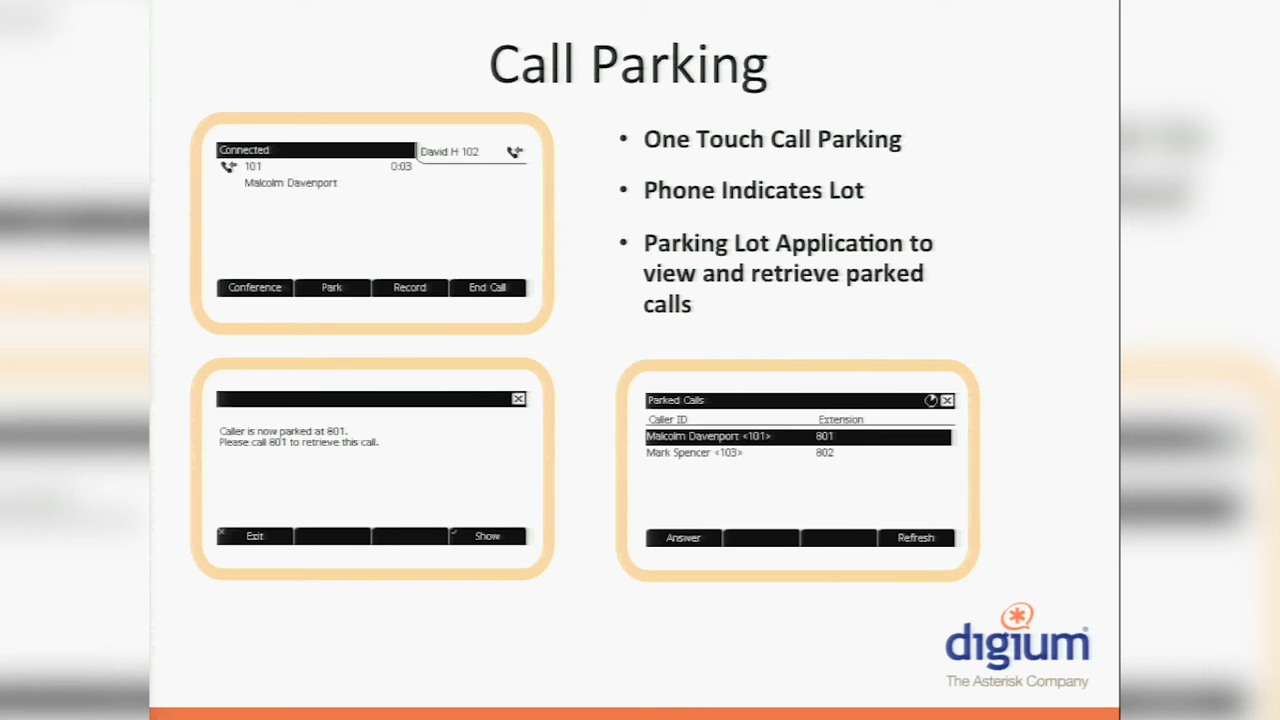 Call Parking
Connected
David H 102
101 0:03
Malcolm Davenport
Conference Park Record End Call
• One Touch Call Parking
• Phone Indicates Lot
• Parking Lot Application to
view and retrieve parked
calls
Caller is now parked at 801.
Please call 801 to retrieve this call.
Exit Show
Parked Calls
Caller ID Extension
Malcolm Davenport <101> 801
Mark Spencer <103> 802
Answer Refresh
digium
The Asterisk Company